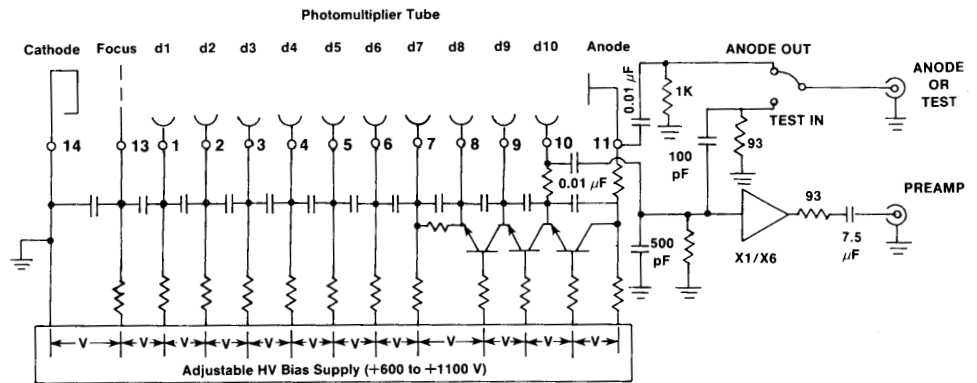 Photomultiplier Tube
Cathode Focus d1 d2 d3 d4 d5 d6 d7 d8 d9 d10 Anode
ANODE OUT
ANODE
OR
TEST
0.01 μF
1K
TEST IN
14 13 1 2 3 4 5 6 7 8 9 10 11
100
pF
93
0.01 μF
PREAMP
93
500
pF
X1/X6
7.5
μF
V V V V V V V V V V V V
Adjustable HV Bias Supply (+600 to +1100 V)